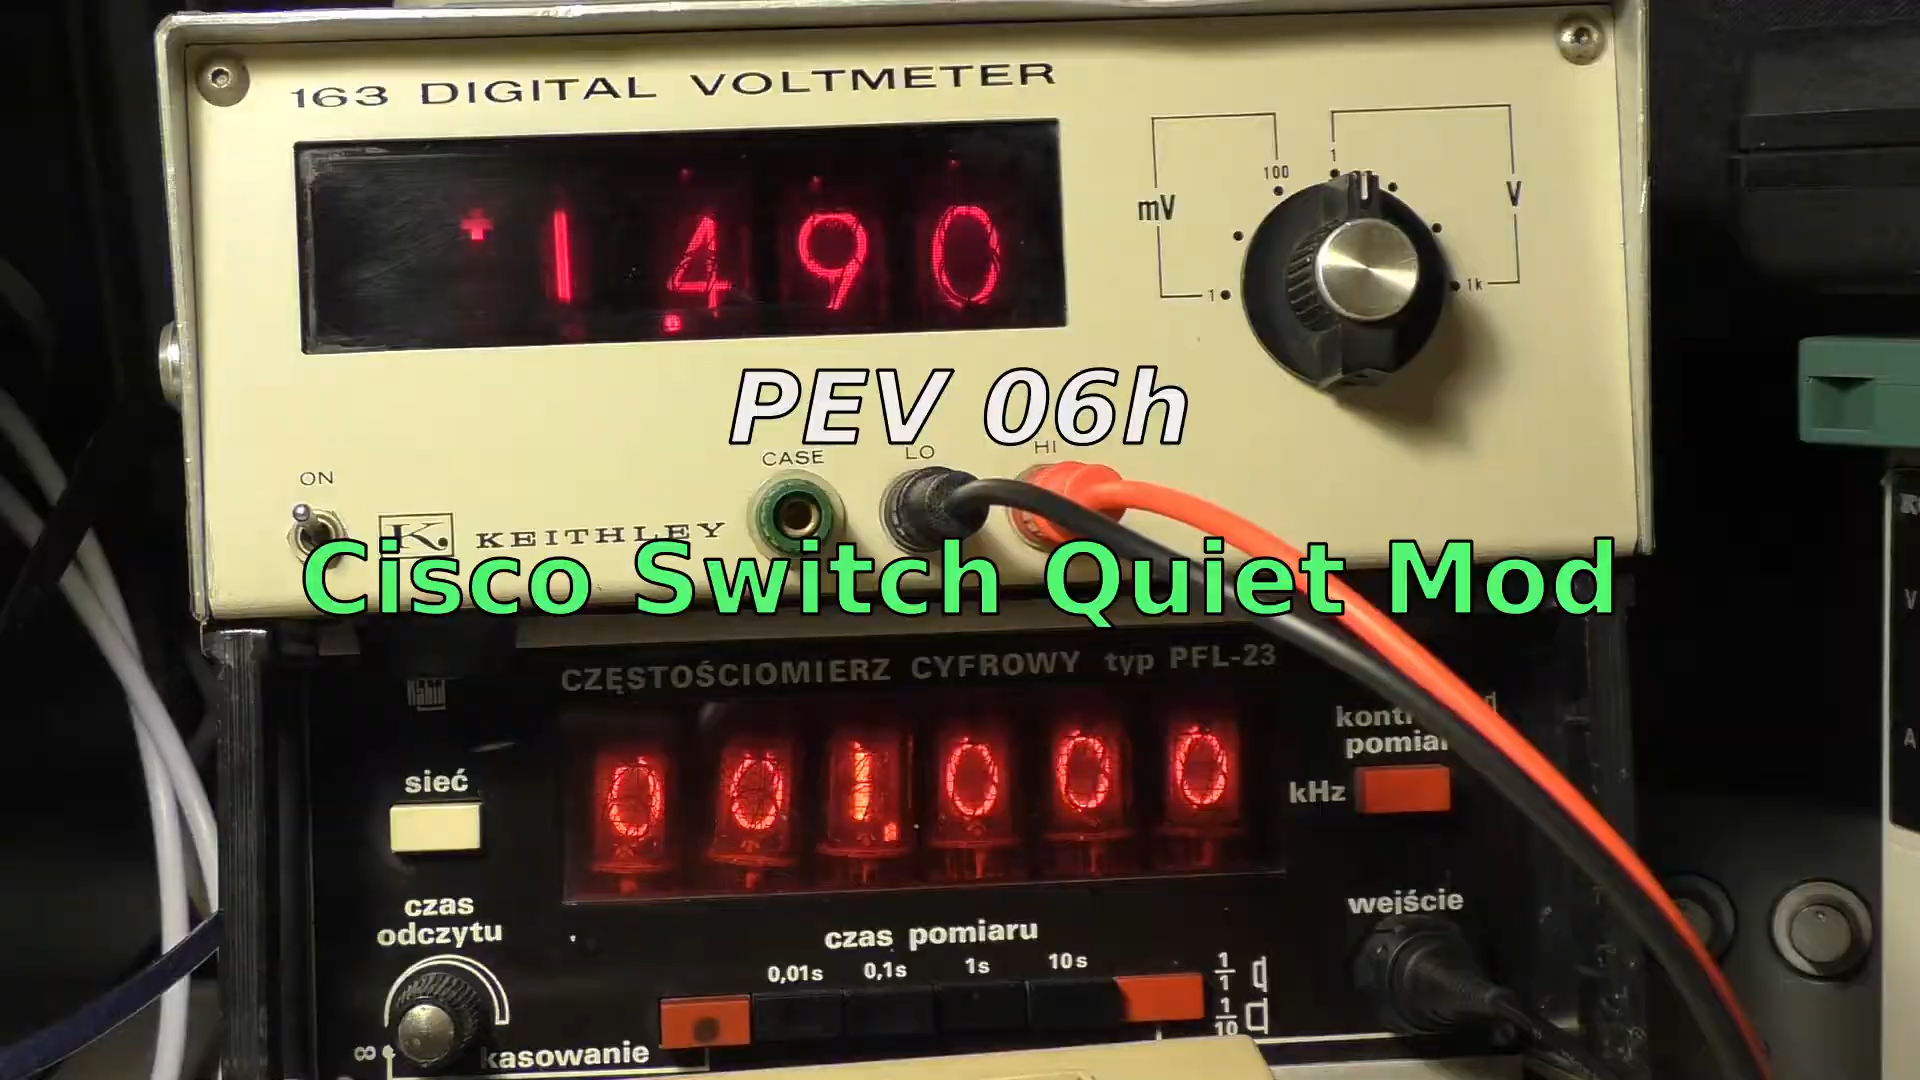 163 DIGITAL VOLTMETER
+1.490
mV
100
1
1
V
1k
PEV 06h
ON
CASE
LO
HI
K.
KEITHLEY
Cisco Switch Quiet Mod
CZĘSTOŚCIOMIERZ CYFROWY typ PFL-23
001.000
sieć
kHz
pomiar
czas
odczytu
wejście
czas pomiaru
0,01s
0,1s
1s
10s
1
1
1
10
∞
kasowanie
V
A